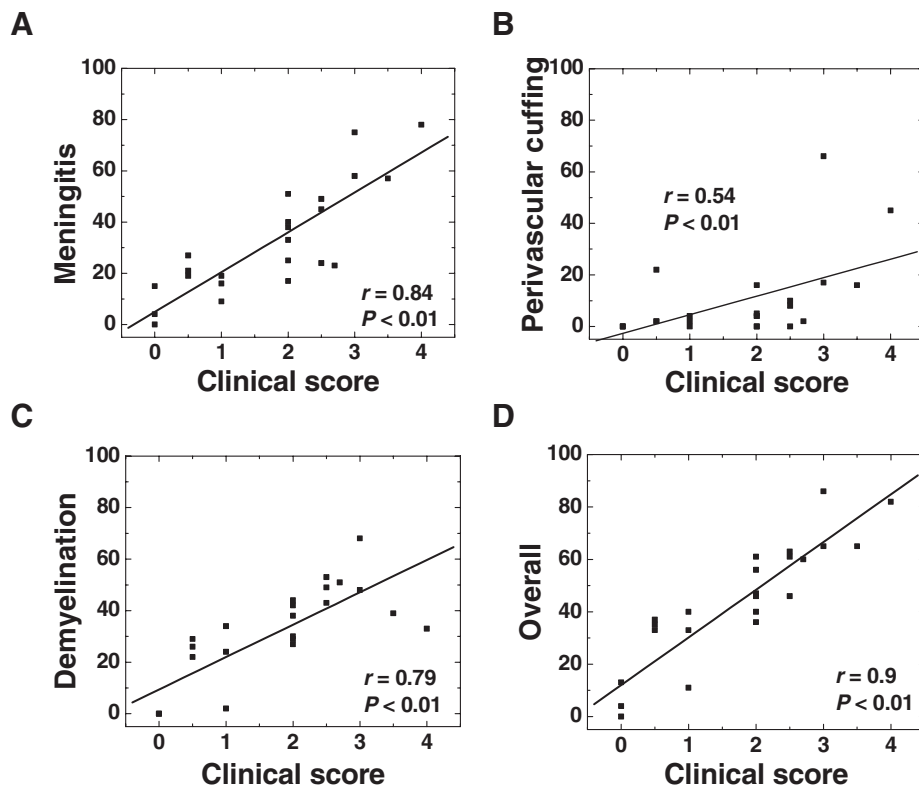 A
Meningitis
100
80
60
40
20
0
0 1 2 3 4
Clinical score
r = 0.84
P < 0.01
B
Perivascular cuffing
100
80
60
40
20
0
0 1 2 3 4
Clinical score
r = 0.54
P < 0.01
C
Demyelination
100
80
60
40
20
0
0 1 2 3 4
Clinical score
r = 0.79
P < 0.01
D
Overall
100
80
60
40
20
0
0 1 2 3 4
Clinical score
r = 0.9
P < 0.01